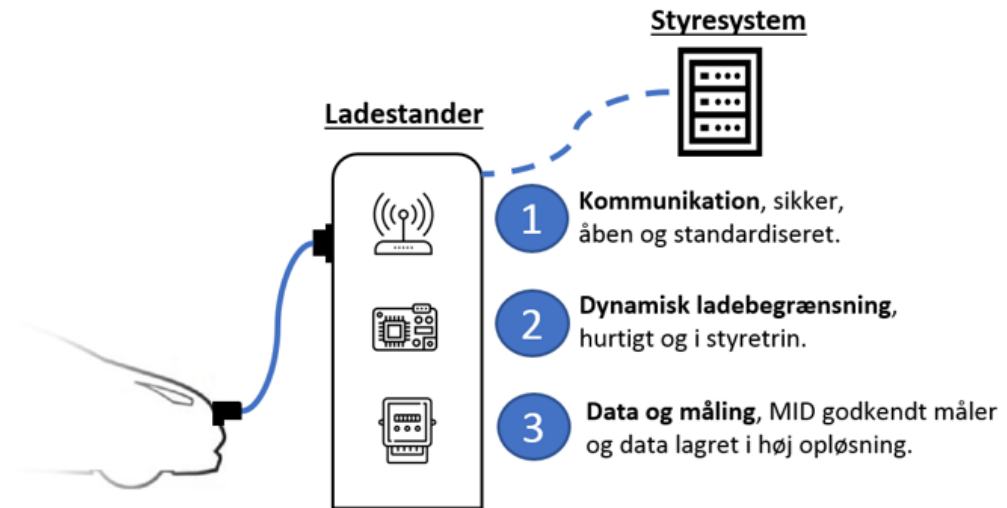 Styresystem
Ladestander
1
Kommunikation, sikker,
åben og standardiseret.
2
Dynamisk ladebegrænsning,
hurtigt og i styretrin.
3
Data og måling, MID godkendt måler
og data lagret i høj opløsning.